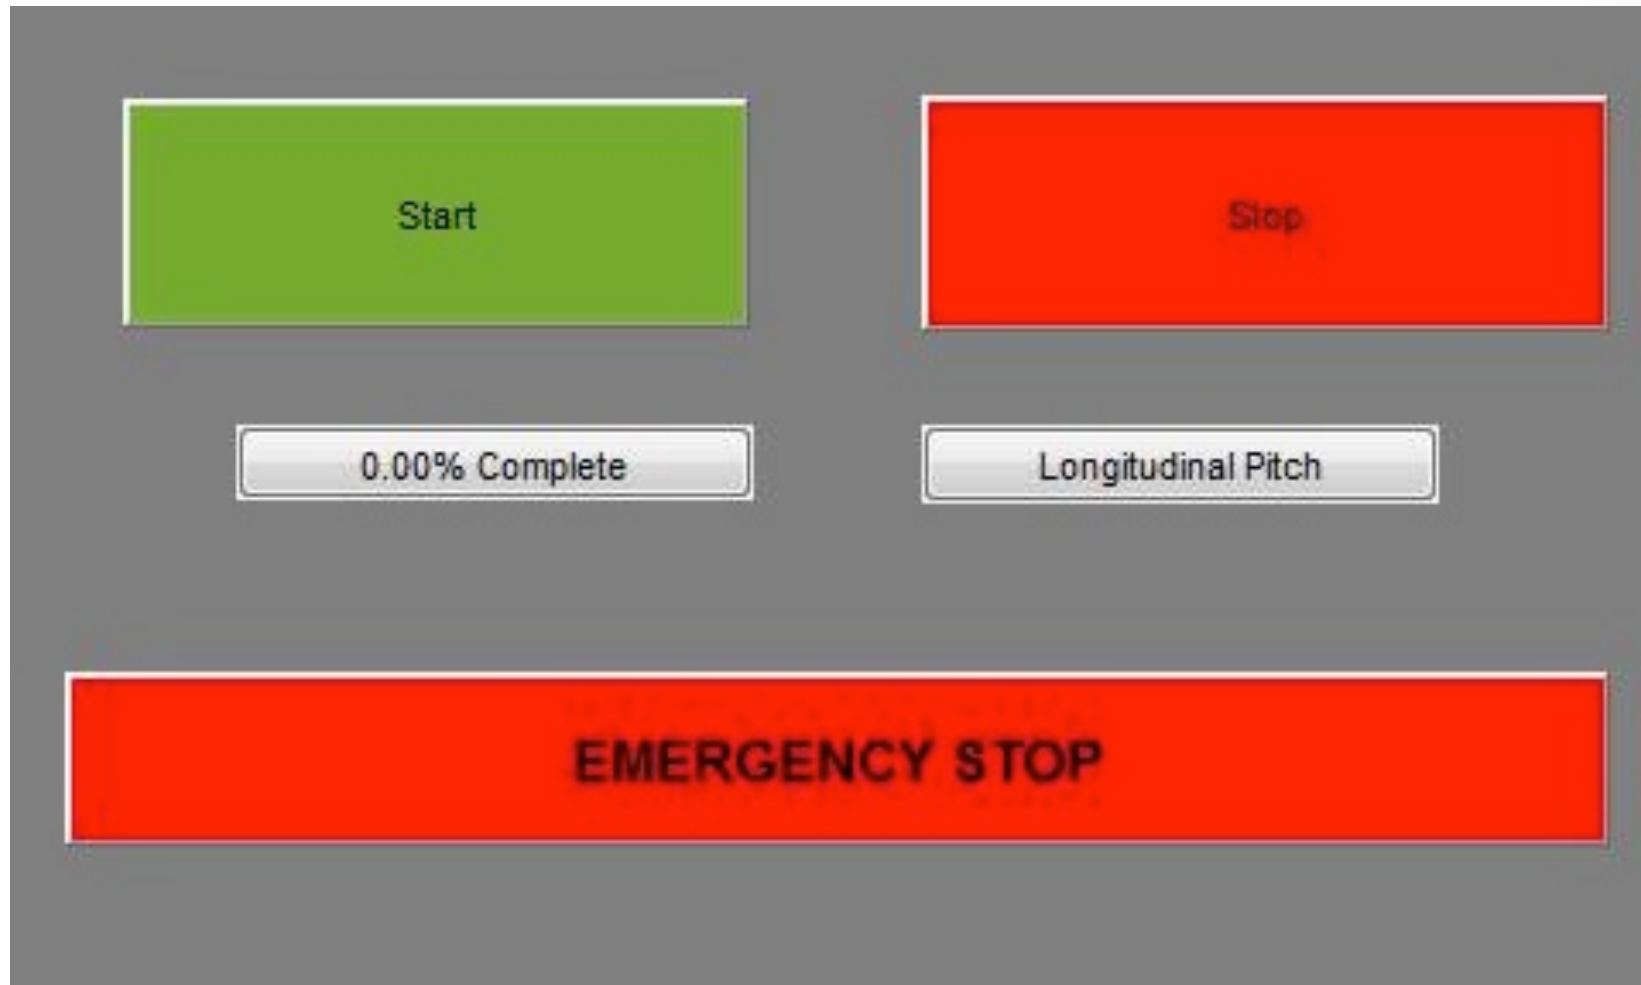 Start
Stop
0.00% Complete
Longitudinal Pitch
EMERGENCY STOP